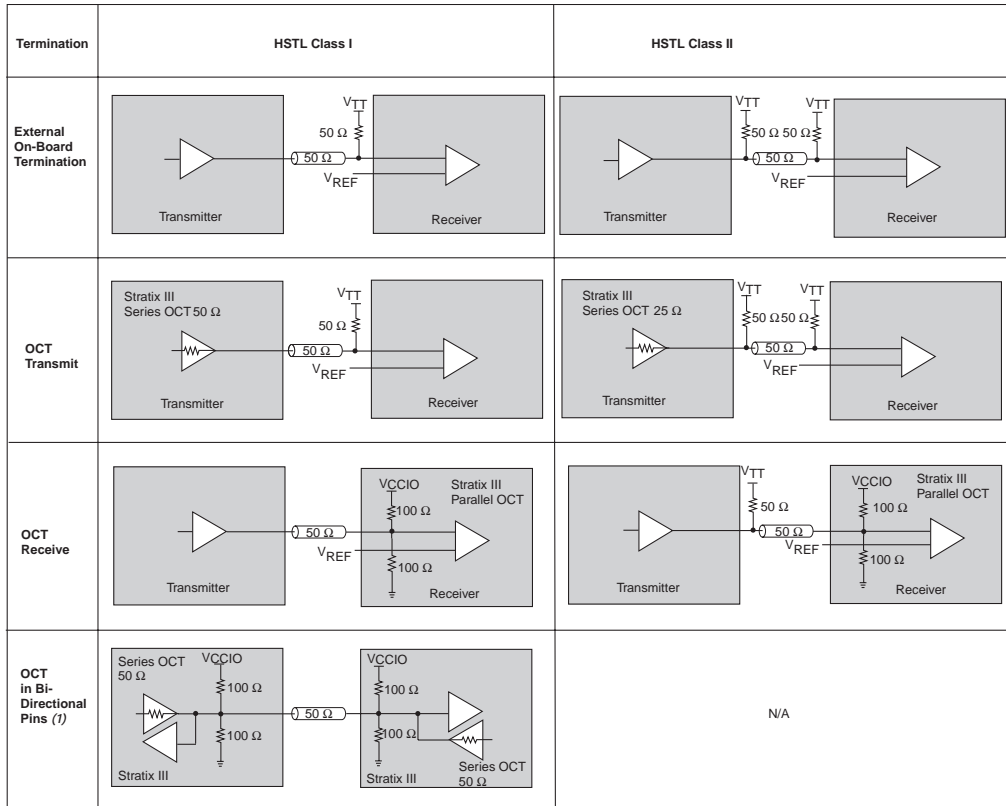 Termination
HSTL Class I
HSTL Class II
External
On-Board
Termination
VTT
50 Ω
50 Ω
VREF
Transmitter
Receiver
VTT
VTT
50 Ω 50 Ω
50 Ω
VREF
Transmitter
Receiver
OCT
Transmit
Stratix III
Series OCT 50 Ω
VTT
50 Ω
50 Ω
VREF
Transmitter
Receiver
Stratix III
Series OCT 25 Ω
VTT
VTT
50 Ω 50 Ω
50 Ω
VREF
Transmitter
Receiver
OCT
Receive
VCCIO
Stratix III
Parallel OCT
100 Ω
50 Ω
VREF
100 Ω
Transmitter
Receiver
VTT
50 Ω
VCCIO
Stratix III
Parallel OCT
100 Ω
50 Ω
VREF
100 Ω
Transmitter
Receiver
OCT
in Bi-
Directional
Pins (1)
Series OCT
50 Ω
VCCIO
100 Ω
100 Ω
Stratix III
50 Ω
VCCIO
100 Ω
100 Ω
Stratix III
Series OCT
50 Ω
N/A